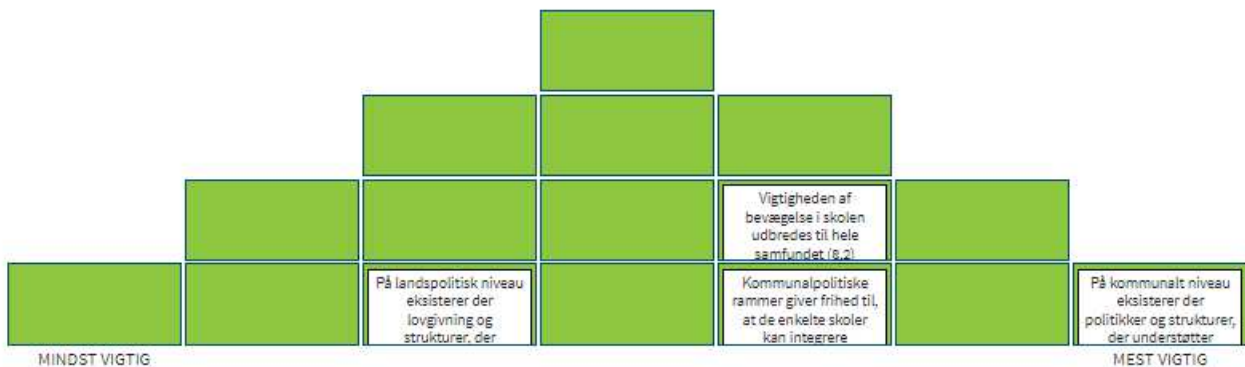 Vigtigheden af
bevægelse i skolen
udbredes til hele
samfundet (8,2)
På landspolitisk niveau
eksisterer der
lovgivning og
strukturer, der
Kommunalpolitiske
rammer giver frihed til,
at de enkelte skoler
kan integrere
På kommunalt niveau
eksisterer der
politikker og strukturer,
der understøtter
MINDST VIGTIG
MEST VIGTIG